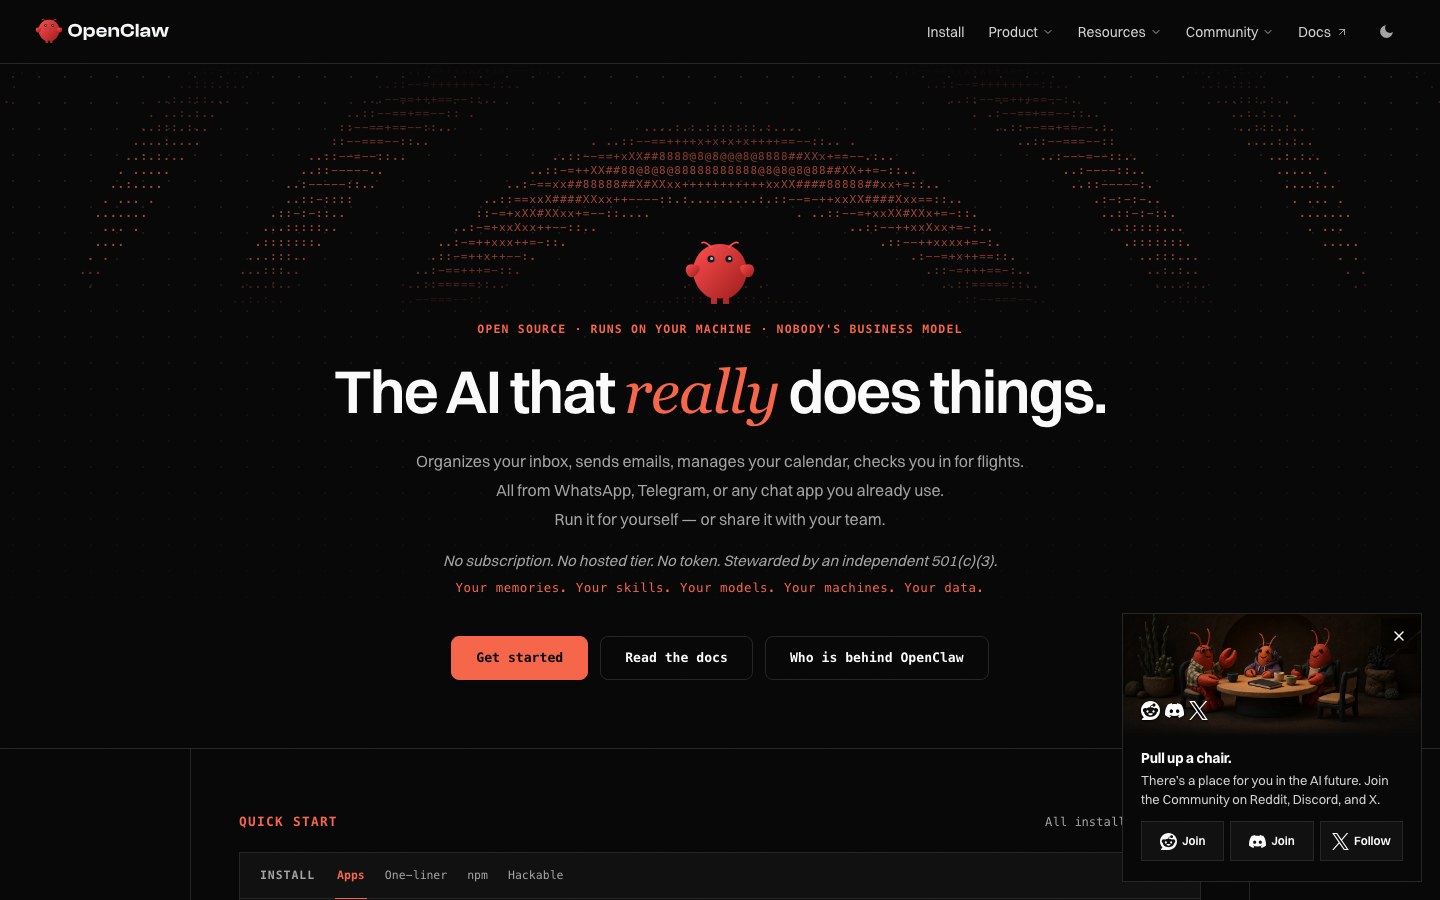 OpenClaw
Install
Product
Resources
Community
Docs
OPEN SOURCE · RUNS ON YOUR MACHINE · NOBODY'S BUSINESS MODEL
The AI that really does things.
Organizes your inbox, sends emails, manages your calendar, checks you in for flights.
All from WhatsApp, Telegram, or any chat app you already use.
Run it for yourself — or share it with your team.
No subscription. No hosted tier. No token. Stewarded by an independent 501(c)(3).
Your memories. Your skills. Your models. Your machines. Your data.
Get started
Read the docs
Who is behind OpenClaw
QUICK START
All install
INSTALL
Apps
One-liner
npm
Hackable
Pull up a chair.
There's a place for you in the AI future. Join
the Community on Reddit, Discord, and X.
Join
Join
Follow